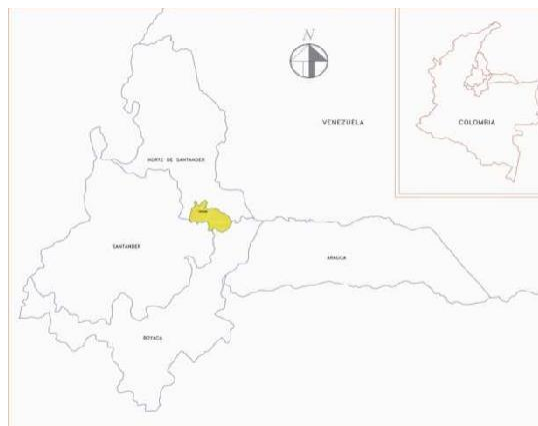 N
VENEZUELA
COLOMBIA
NORTE DE SANTANDER
SANTANDER
ARAUCA
BOYACA